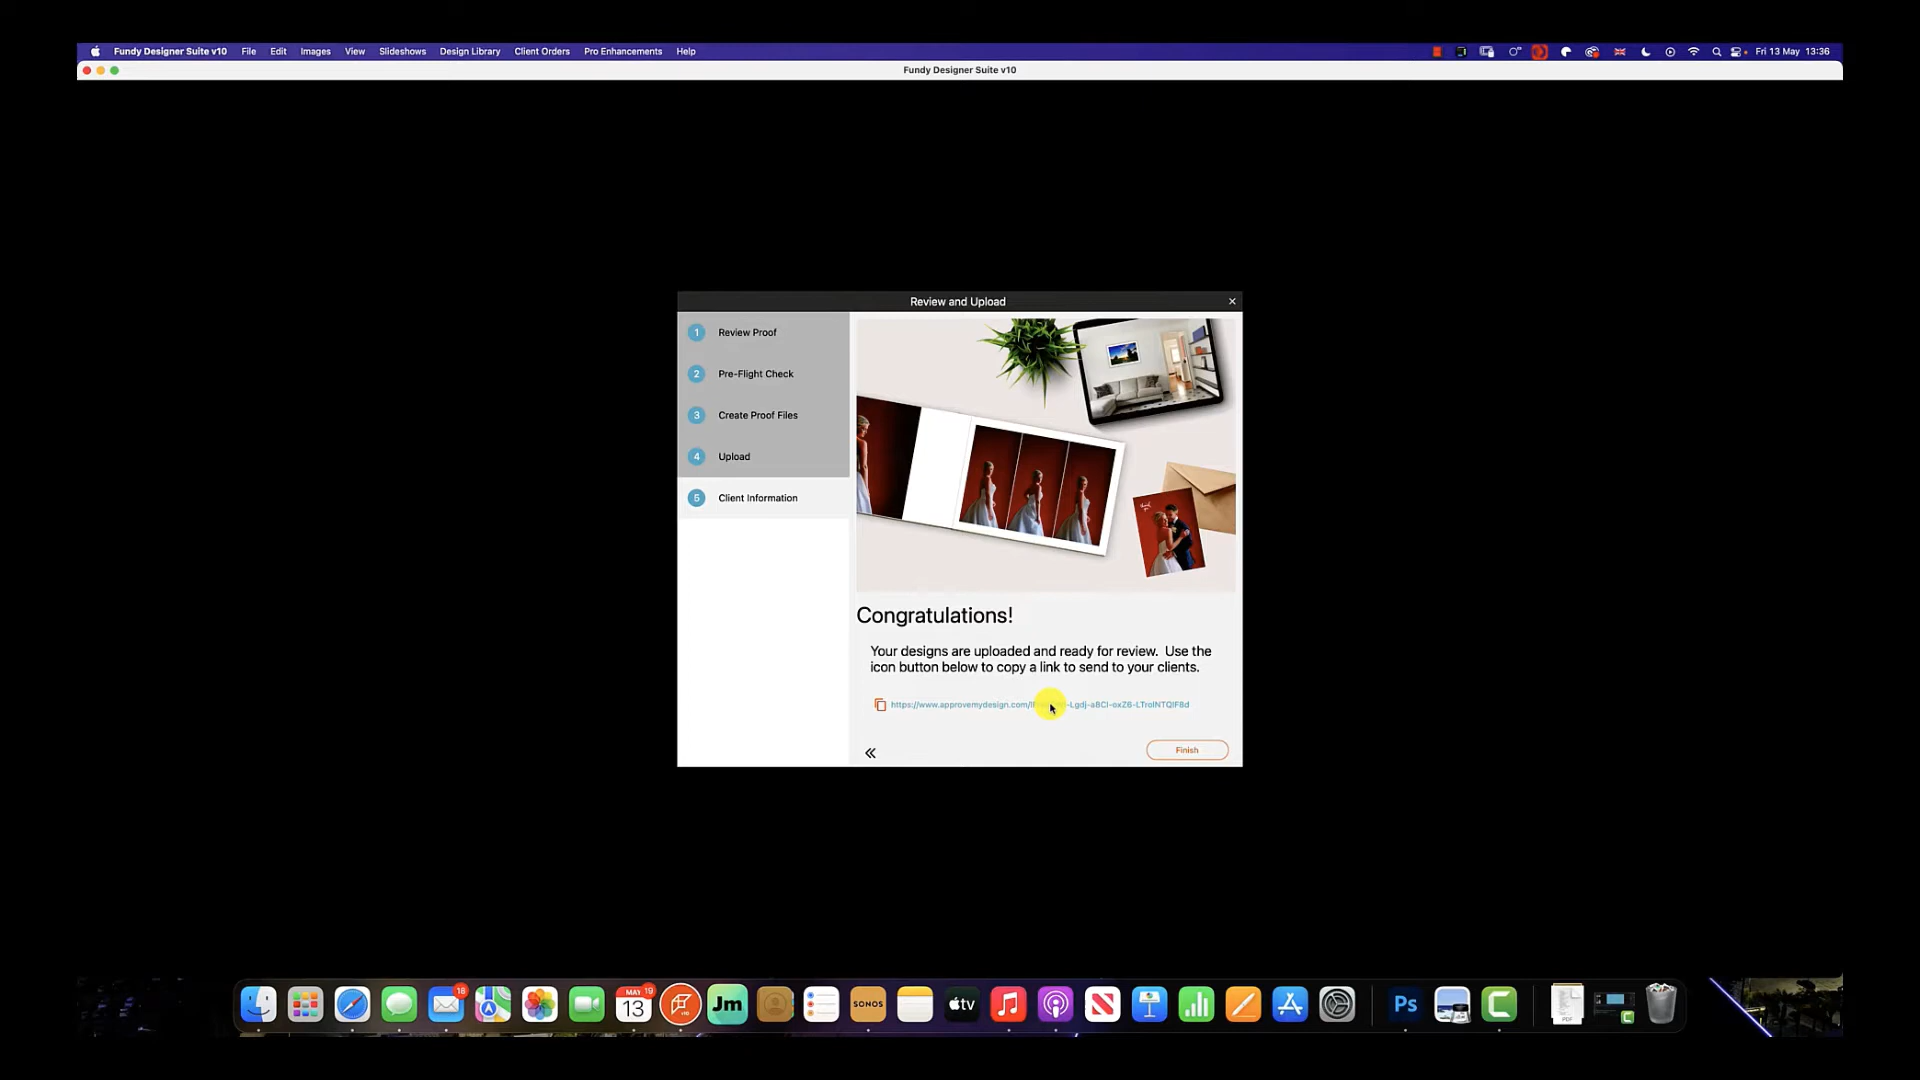 Fundy Designer Suite v10 File Edit Images View Slideshows Design Library Client Orders Pro Enhancements Help Fri 13 May 13:36
Fundy Designer Suite v10
Review and Upload
1 Review Proof
2 Pre-Flight Check
3 Create Proof Files
4 Upload
5 Client Information
Congratulations!
Your designs are uploaded and ready for review. Use the
icon button below to copy a link to send to your clients.
Finish
18
MAY 19
13
Jm
SONOS
tv
Ps
PDF